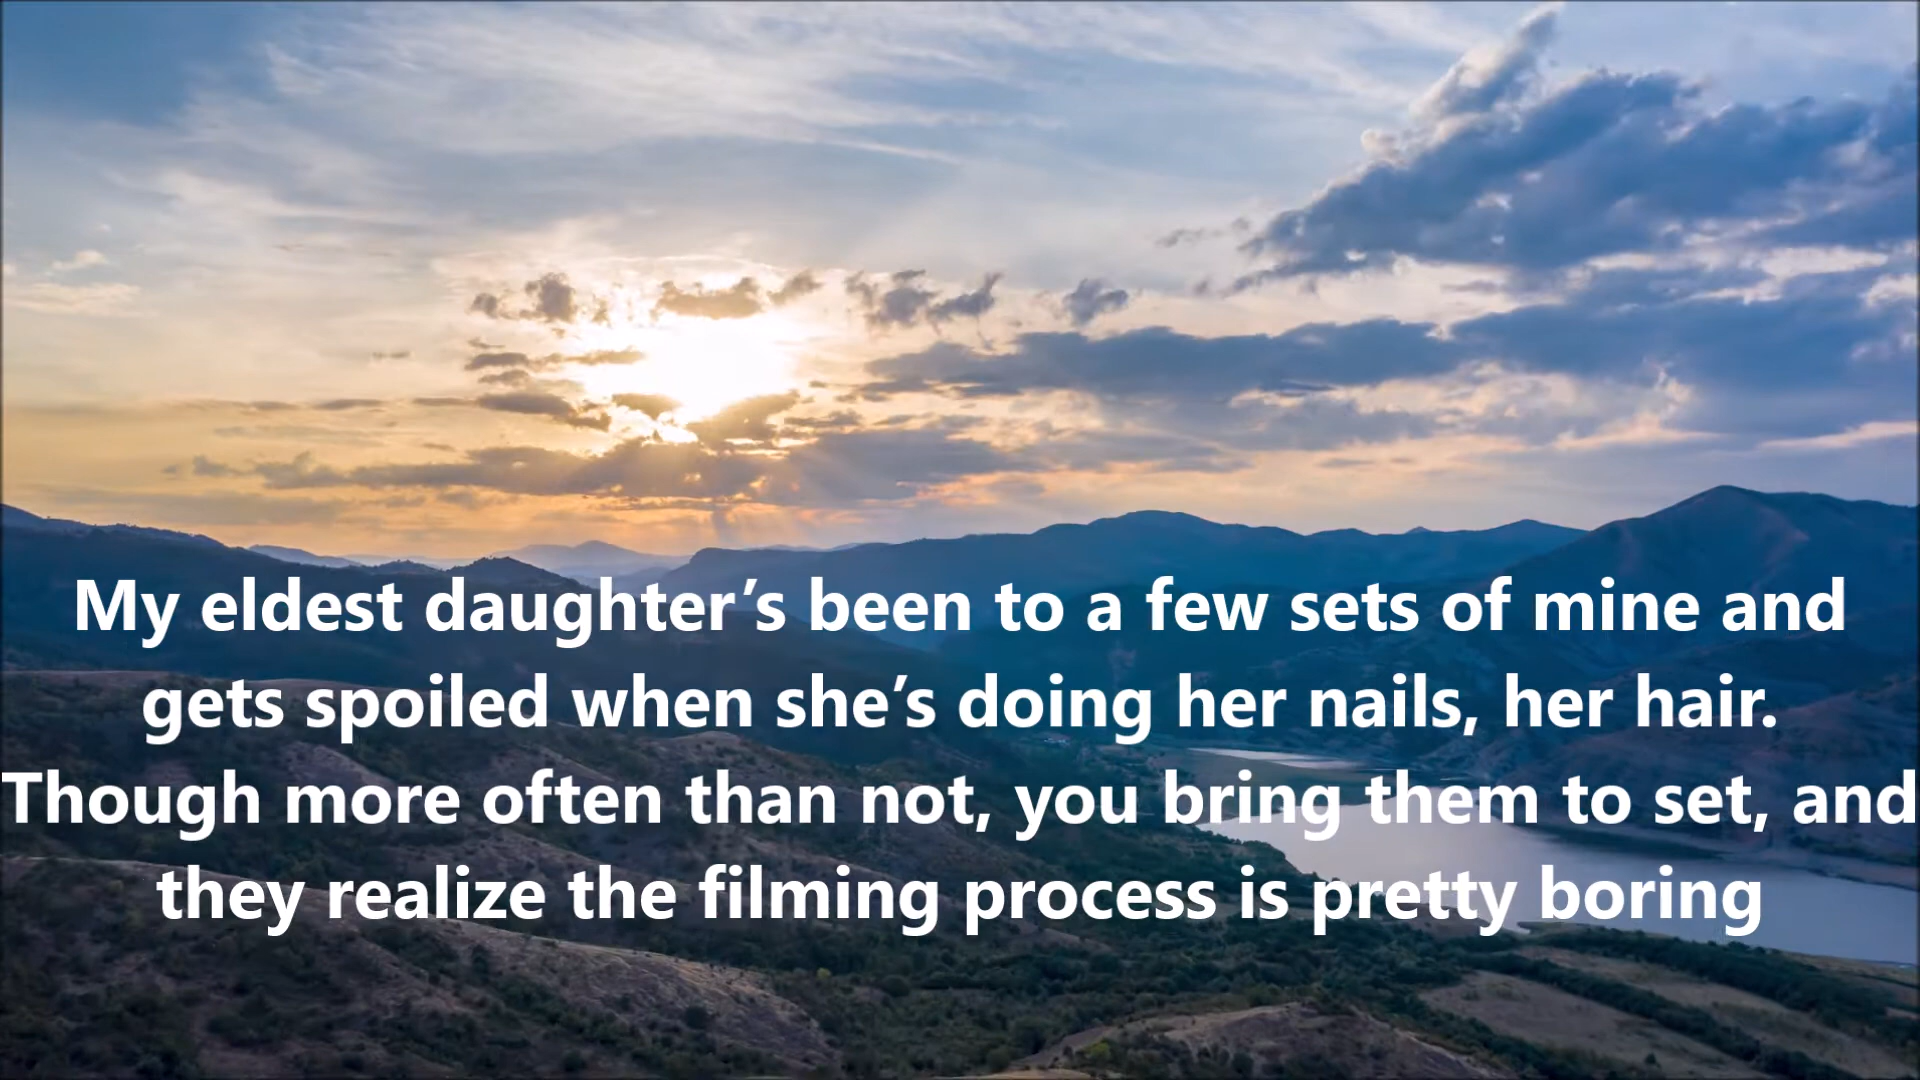 My eldest daughter’s been to a few sets of mine and
gets spoiled when she’s doing her nails, her hair.
Though more often than not, you bring them to set, and
they realize the filming process is pretty boring